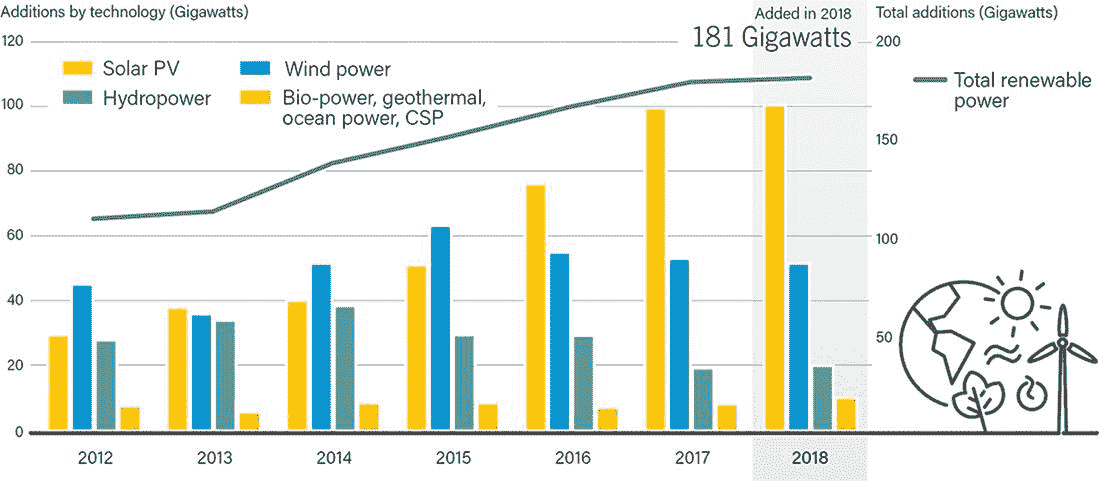 Additions by technology (Gigawatts)
Added in 2018
181 Gigawatts
Total additions (Gigawatts)
120
100
80
60
40
20
0
Solar PV
Wind power
Hydropower
Bio-power, geothermal,
ocean power, CSP
200
150
100
50
Total renewable
power
2012
2013
2014
2015
2016
2017
2018